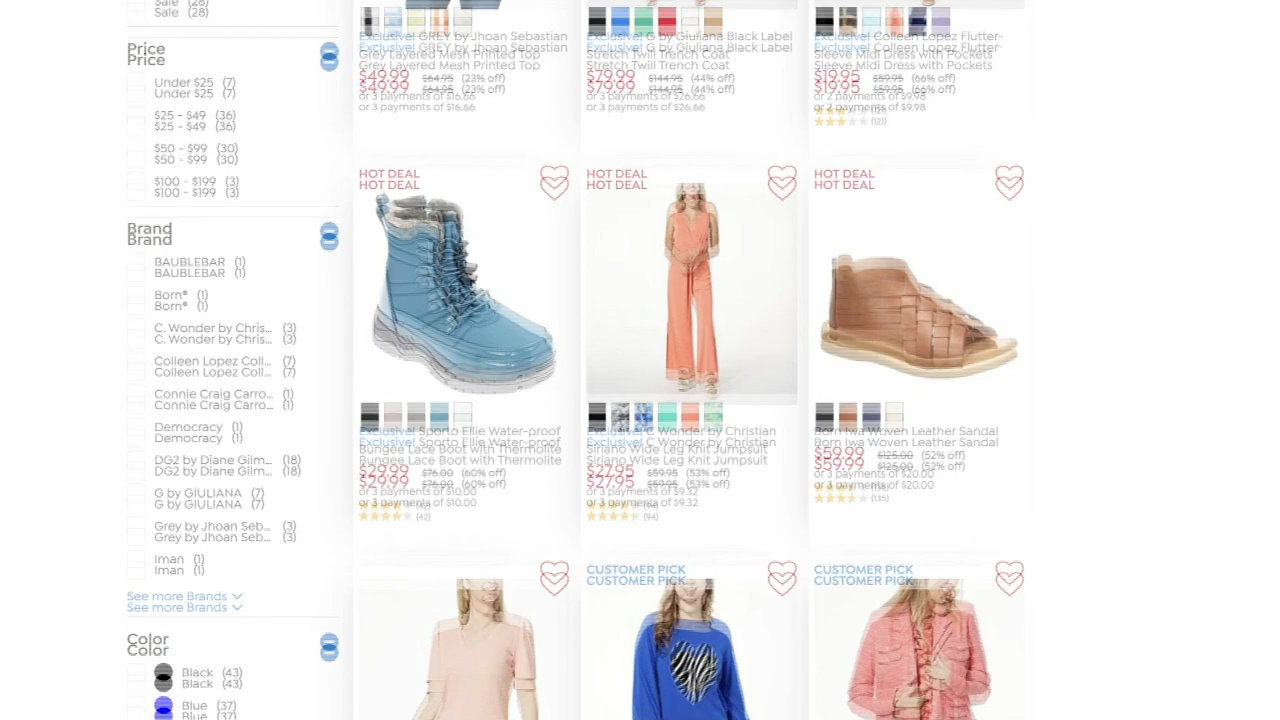 Sale (28)
Price
Under $25 (7)
$25 - $49 (36)
$50 - $99 (30)
$100 - $199 (3)
Brand
BAUBLEBAR (1)
Born® (1)
C. Wonder by Chris... (3)
Colleen Lopez Coll... (7)
Connie Craig Carro... (1)
Democracy (1)
DG2 by Diane Gilm... (18)
G by GIULIANA (7)
Grey by Jhoan Seb... (3)
Iman (1)
See more Brands
Color
Black (43)
Blue (37)
Exclusive! GREY by Jhoan Sebastian
Grey Layered Mesh Printed Top
$49.99 $64.95 (23% off)
or 3 payments of $16.66
Exclusive! G by Giuliana Black Label
Stretch Twill Trench Coat
$79.99 $144.95 (44% off)
or 3 payments of $26.66
Exclusive! Colleen Lopez Flutter-
Sleeve Midi Dress with Pockets
$19.95 $59.95 (66% off)
or 2 payments of $9.98
(121)
HOT DEAL
Exclusive! Sporto Ellie Water-proof
Bungee Lace Boot with Thermolite
$29.99 $76.00 (60% off)
or 3 payments of $10.00
(42)
HOT DEAL
Exclusive! C Wonder by Christian
Siriano Wide Leg Knit Jumpsuit
$27.95 $59.95 (53% off)
or 3 payments of $9.32
(94)
HOT DEAL
Born Iwa Woven Leather Sandal
$59.99 $125.00 (52% off)
or 3 payments of $20.00
(135)
CUSTOMER PICK
CUSTOMER PICK